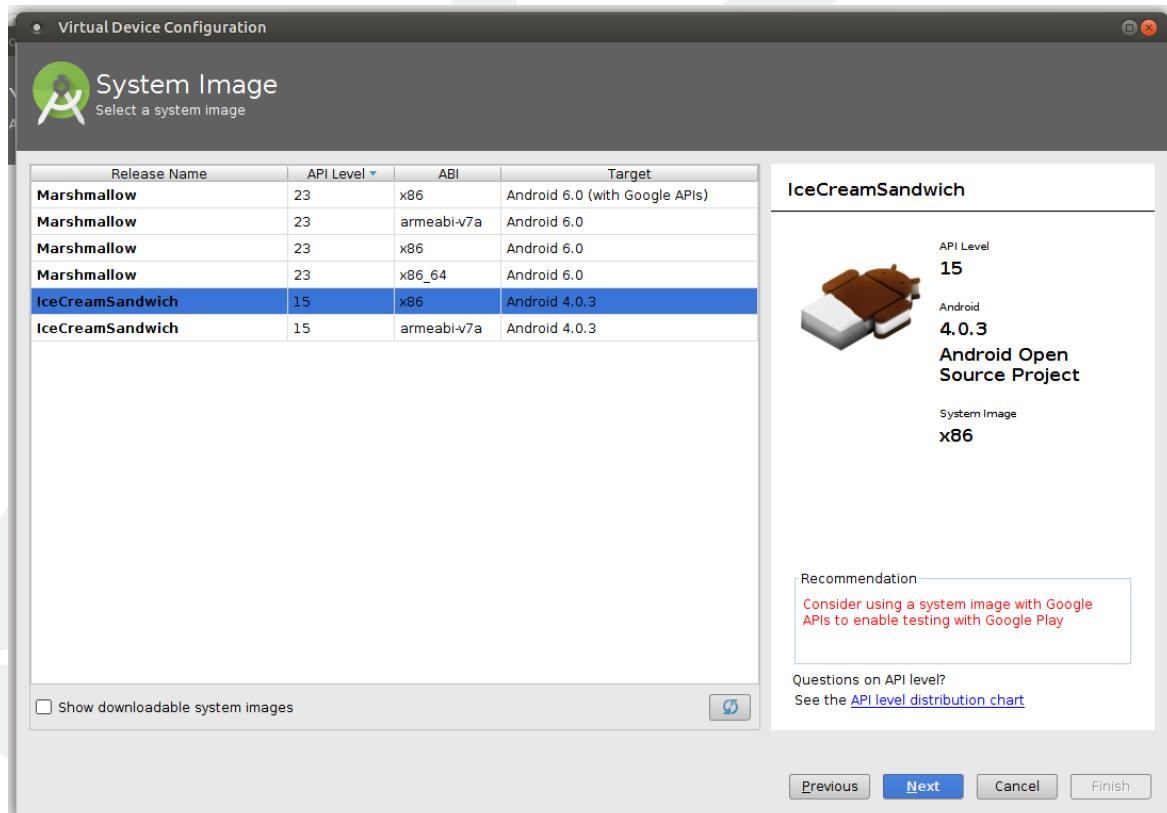 Virtual Device Configuration
System Image
Select a system image
Release Name API Level ABI Target
Marshmallow 23 x86 Android 6.0 (with Google APIs)
Marshmallow 23 armeabi-v7a Android 6.0
Marshmallow 23 x86 Android 6.0
Marshmallow 23 x86_64 Android 6.0
IceCreamSandwich 15 x86 Android 4.0.3
IceCreamSandwich 15 armeabi-v7a Android 4.0.3
Show downloadable system images
IceCreamSandwich
API Level
15
Android
4.0.3
Android Open
Source Project
System Image
x86
Recommendation
Consider using a system image with Google
APIs to enable testing with Google Play
Questions on API level?
See the API level distribution chart
Previous Next Cancel Finish